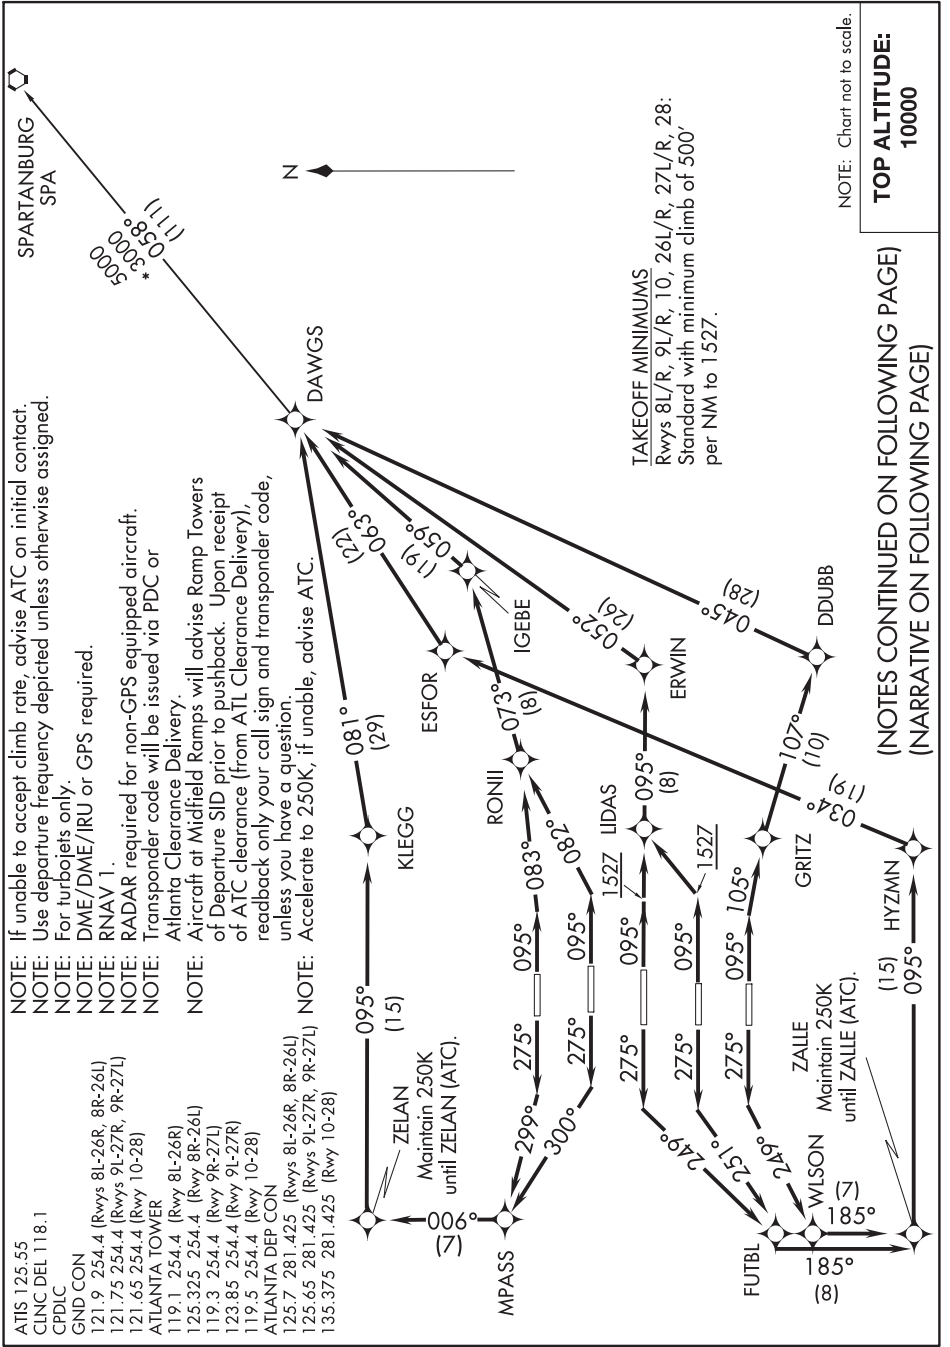 ATIS 125.55
CLNC DEL 118.1
CPDLC
GND CON
121.9 254.4 (Rwys 8L-26R, 8R-26L)
121.75 254.4 (Rwys 9L-27R, 9R-27L)
121.65 254.4 (Rwy 10-28)
ATLANTA TOWER
119.1 254.4 (Rwy 8L-26R)
125.325 254.4 (Rwy 8R-26L)
119.3 254.4 (Rwy 9R-27L)
123.85 254.4 (Rwy 9L-27R)
119.5 254.4 (Rwy 10-28)
ATLANTA DEP CON
125.7 281.425 (Rwys 8L-26R, 8R-26L)
125.65 281.425 (Rwys 9L-27R, 9R-27L)
135.375 281.425 (Rwy 10-28)
NOTE: If unable to accept climb rate, advise ATC on initial contact.
NOTE: Use departure frequency depicted unless otherwise assigned.
NOTE: For turbojets only.
NOTE: DME/DME/IRU or GPS required.
NOTE: RNAV 1.
NOTE: RADAR required for non-GPS equipped aircraft.
NOTE: Transponder code will be issued via PDC or
Atlanta Clearance Delivery.
NOTE: Aircraft at Midfield Ramps will advise Ramp Towers
of Departure SID prior to pushback. Upon receipt
of ATC clearance (from ATL Clearance Delivery),
readback only your call sign and transponder code,
unless you have a question.
NOTE: Accelerate to 250K, if unable, advise ATC.
SPARTANBURG
SPA
5000
*3000
058°
(111)
N
DAWGS
081°
(29)
KLEGG
095°
(15)
ZELAN
Maintain 250K
until ZELAN (ATC).
006°
(7)
MPASS
063°
(22)
ESFOR
059°
(19)
IGEBE
073°
(8)
RONII
083°
095°
275°
299°
082°
095°
275°
300°
052°
(26)
ERWIN
095°
(8)
LIDAS
1527
095°
275°
249°
1527
095°
275°
251°
045°
(28)
DDUBB
107°
(10)
GRITZ
105°
095°
275°
249°
034°
(19)
HYZMN
095°
(15)
ZALLE
Maintain 250K
until ZALLE (ATC).
WLSON
(7)
185°
FUTBL
185°
(8)
TAKEOFF MINIMUMS
Rwys 8L/R, 9L/R, 10, 26L/R, 27L/R, 28:
Standard with minimum climb of 500'
per NM to 1527.
NOTE: Chart not to scale.
TOP ALTITUDE:
10000
(NOTES CONTINUED ON FOLLOWING PAGE)
(NARRATIVE ON FOLLOWING PAGE)